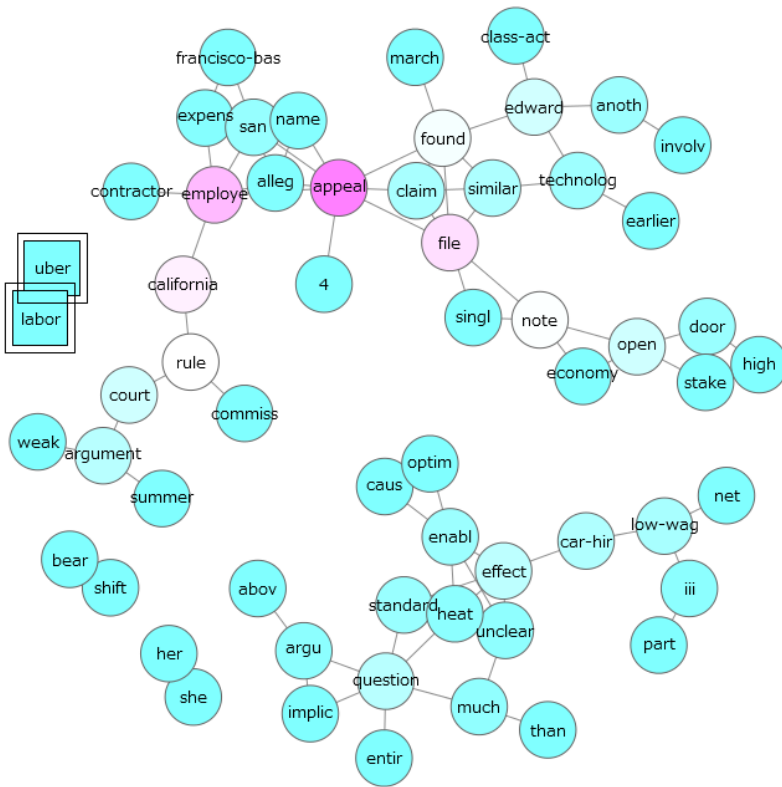 class-act
francisco-bas
march
edward
anoth
expens
san
name
found
involv
contractor
employe
alleg
appeal
claim
similar
technolog
earlier
file
uber
california
4
labor
singl
note
door
rule
economy
open
high
court
commiss
stake
weak
argument
summer
optim
caus
net
low-wag
enabl
car-hir
bear
effect
shift
abov
standard
heat
iii
unclear
argu
part
her
question
she
implic
much
than
entir